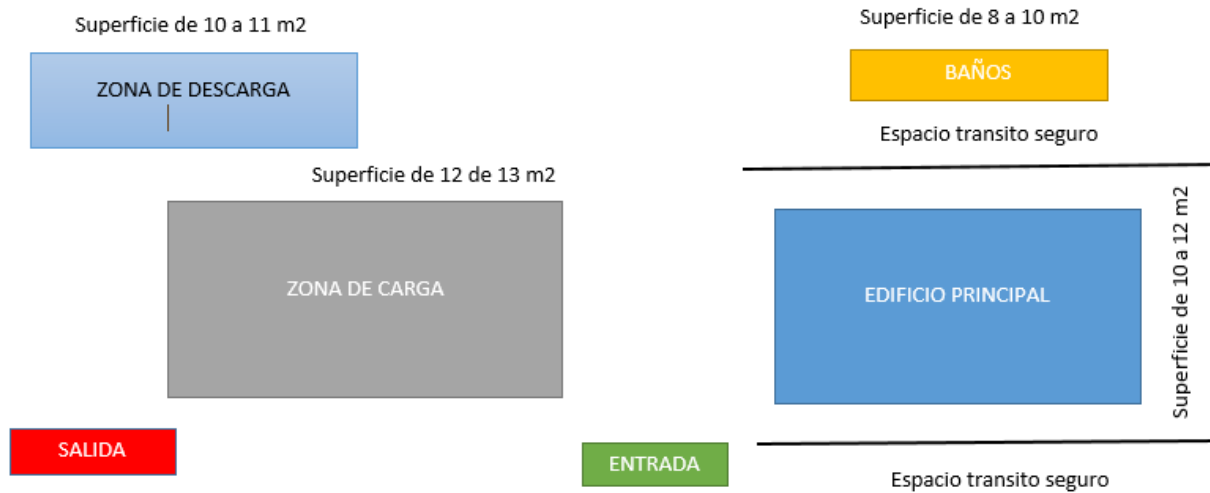 Superficie de 10 a 11 m2
ZONA DE DESCARGA
Superficie de 12 de 13 m2
ZONA DE CARGA
SALIDA
ENTRADA
Superficie de 8 a 10 m2
BAÑOS
Espacio transito seguro
EDIFICIO PRINCIPAL
Superficie de 10 a 12 m2
Espacio transito seguro